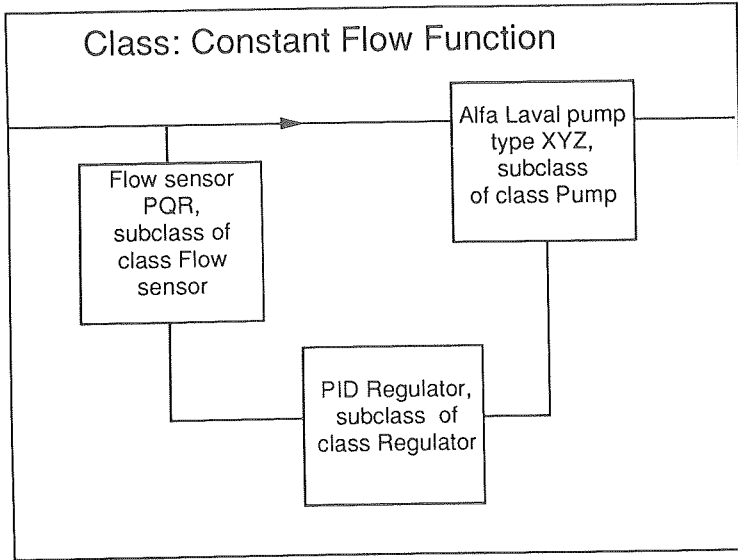 Class: Constant Flow Function
Alfa Laval pump
type XYZ,
subclass
of class Pump
Flow sensor
PQR,
subclass of
class Flow
sensor
PID Regulator,
subclass of
class Regulator